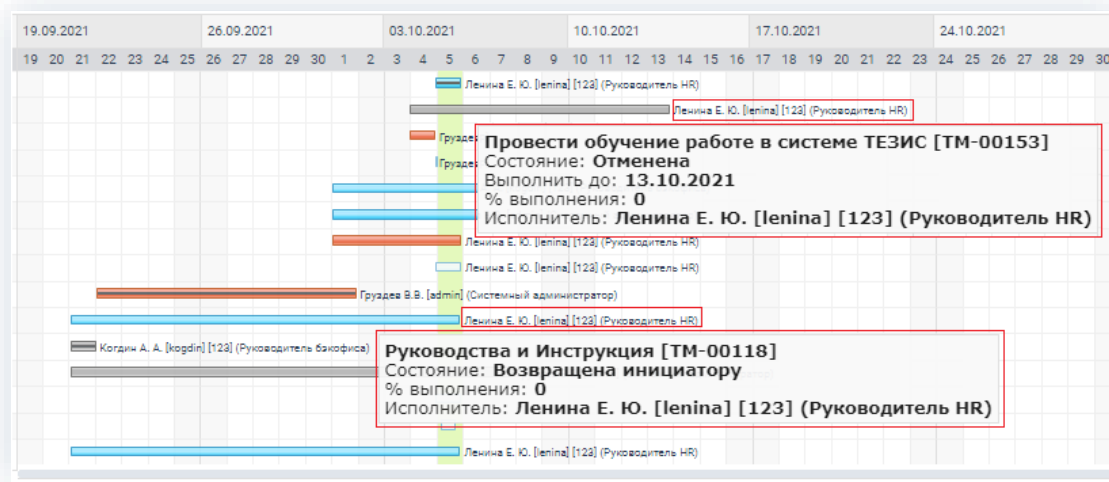 19.09.2021 26.09.2021 03.10.2021 10.10.2021 17.10.2021 24.10.2021
19 20 21 22 23 24 25 26 27 28 29 30 1 2 3 4 5 6 7 8 9 10 11 12 13 14 15 16 17 18 19 20 21 22 23 24 25 26 27 28 29 30
Ленина Е. Ю. [lenina] [123] (Руководитель HR)
Ленина Е. Ю. [lenina] [123] (Руководитель HR)
Груздев
Провести обучение работе в системе ТЕЗИС [TM-00153]
Груздев
Состояние: Отменена
Выполнить до: 13.10.2021
% выполнения: 0
Исполнитель: Ленина Е. Ю. [lenina] [123] (Руководитель HR)
Ленина Е. Ю. [lenina] [123] (Руководитель HR)
Ленина Е. Ю. [lenina] [123] (Руководитель HR)
Груздев В.В. [admin] (Системный администратор)
Ленина Е. Ю. [lenina] [123] (Руководитель HR)
Когдин А. А. [kogdin] [123] (Руководитель бэкофиса)
Руководства и Инструкция [TM-00118]
Состояние: Возвращена инициатору
% выполнения: 0
Исполнитель: Ленина Е. Ю. [lenina] [123] (Руководитель HR)
Ленина Е. Ю. [lenina] [123] (Руководитель HR)